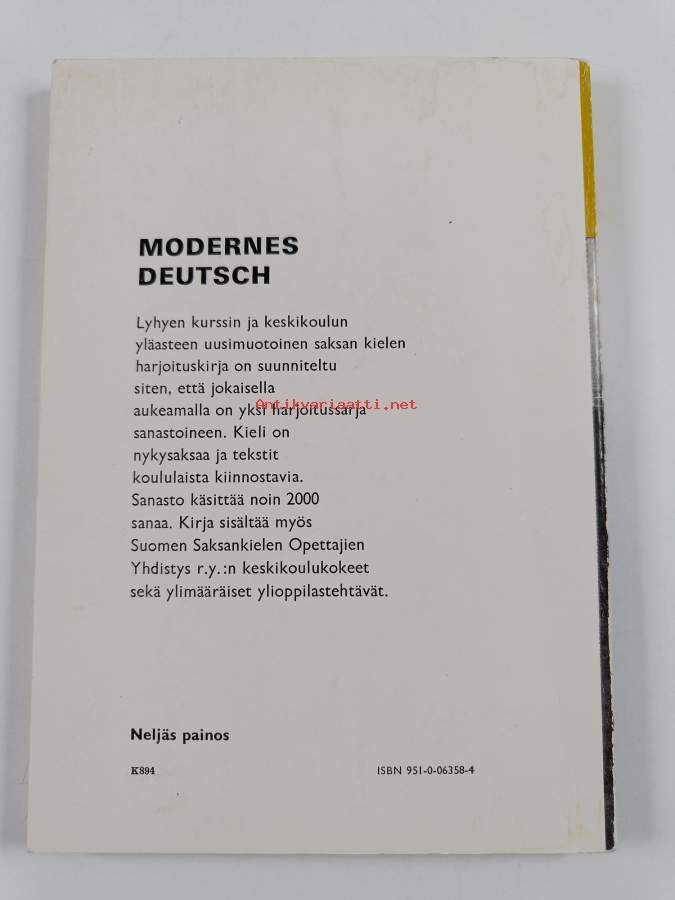 MODERNES
DEUTSCH
Lyhyen kurssin ja keskikoulun
yläasteen uusimuotoinen saksan kielen
harjoituskirja on suunniteltu
siten, että jokaisella
aukeamalla on yksi harjoitussarja
Antikvariaatti.net
sanastoineen. Kieli on
nykysaksaa ja tekstit
koululaista kiinnostavia.
Sanasto käsittää noin 2000
sanaa. Kirja sisältää myös
Suomen Saksankielen Opettajien
Yhdistys r.y.:n keskikoulukokeet
sekä ylimääräiset ylioppilastehtävät.
Neljäs painos
K894 ISBN 951-0-06358-4